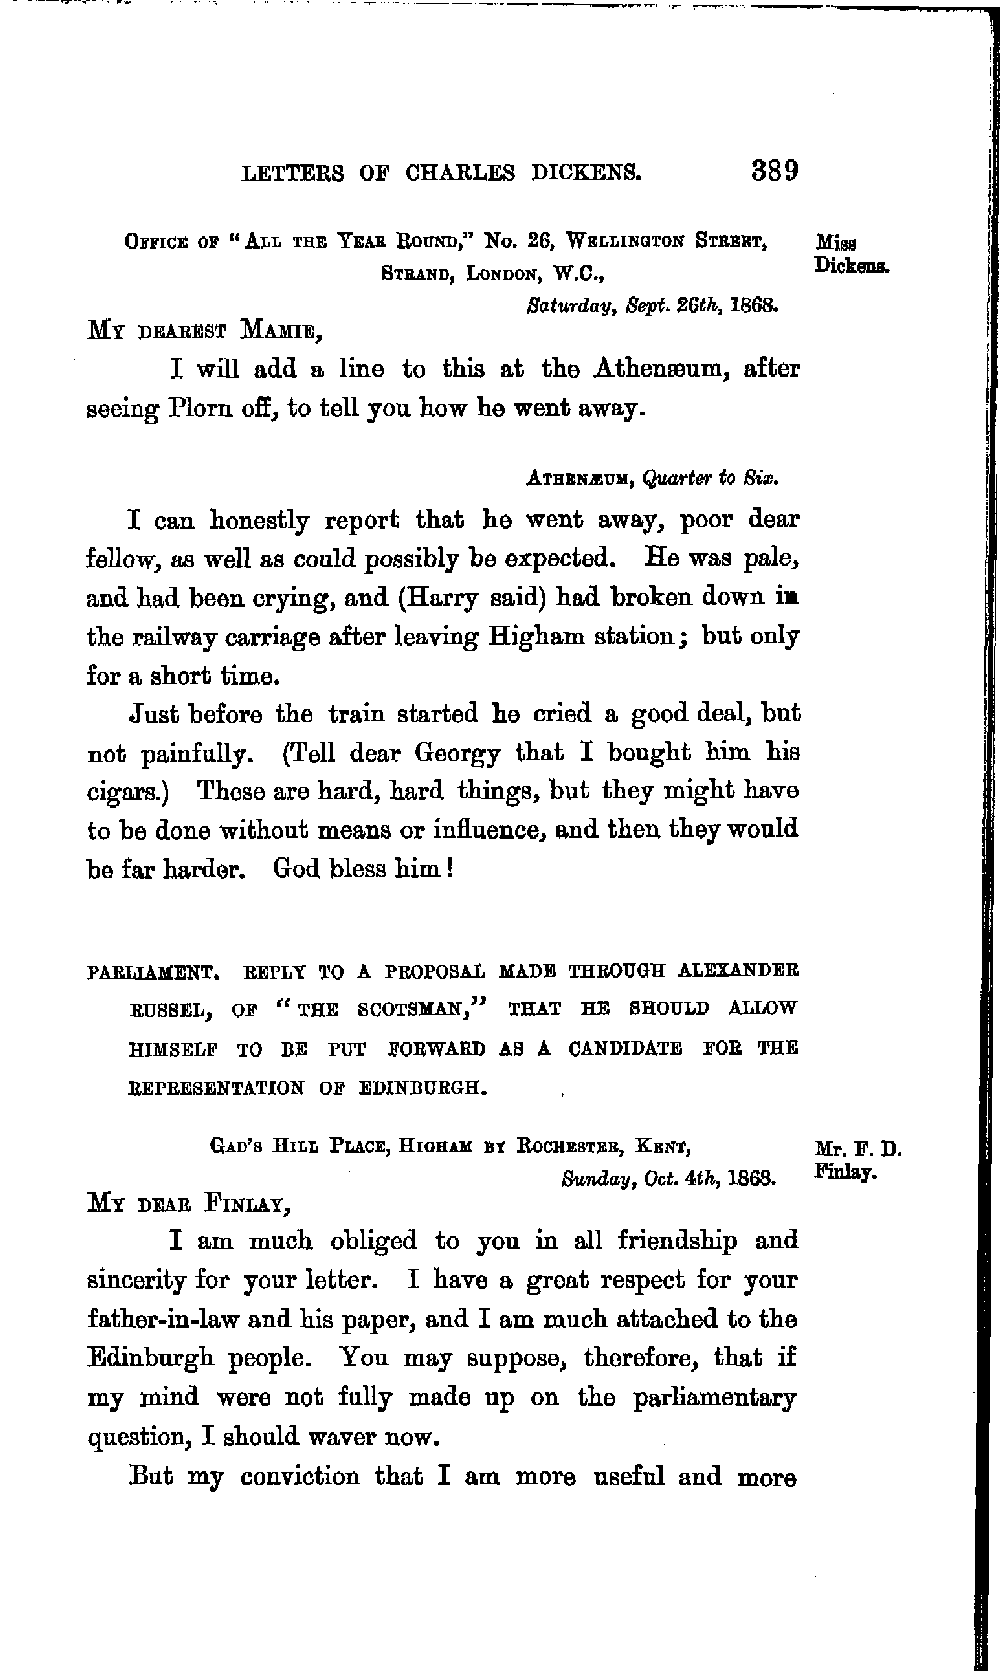 LETTERS OF CHARLES DICKENS. 389
OFFICE OF "ALL THE YEAR ROUND," NO. 26, WELLINGTON STREET,
STRAND, LONDON, W.C.,
Miss
Dickens.
Saturday, Sept. 26th, 1868.
MY DEAREST MAMIE,
I will add a line to this at the Athenæum, after
seeing Plorn off, to tell you how he went away.
ATHENÆUM, Quarter to Six.
I can honestly report that he went away, poor dear
fellow, as well as could possibly be expected. He was pale,
and had been crying, and (Harry said) had broken down in
the railway carriage after leaving Higham station; but only
for a short time.
Just before the train started he cried a good deal, but
not painfully. (Tell dear Georgy that I bought him his
cigars.) These are hard, hard things, but they might have
to be done without means or influence, and then they would
be far harder. God bless him!
PARLIAMENT. REPLY TO A PROPOSAL MADE THROUGH ALEXANDER
RUSSEL, OF "THE SCOTSMAN," THAT HE SHOULD ALLOW
HIMSELF TO BE PUT FORWARD AS A CANDIDATE FOR THE
REPRESENTATION OF EDINBURGH.
GAD'S HILL PLACE, HIGHAM BY ROCHESTER, KENT,
Sunday, Oct. 4th, 1868.
Mr. F. D.
Finlay.
MY DEAR FINLAY,
I am much obliged to you in all friendship and
sincerity for your letter. I have a great respect for your
father-in-law and his paper, and I am much attached to the
Edinburgh people. You may suppose, therefore, that if
my mind were not fully made up on the parliamentary
question, I should waver now.
But my conviction that I am more useful and more